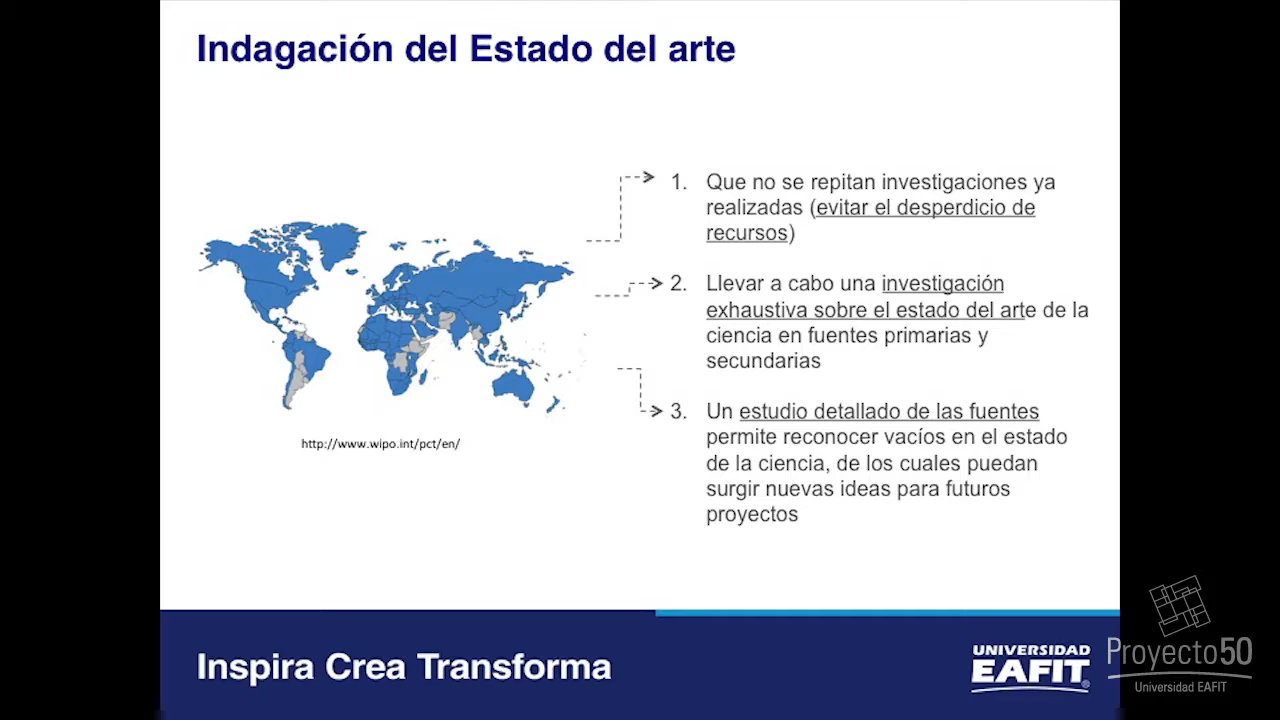 Indagación del Estado del arte
1. Que no se repitan investigaciones ya
realizadas (evitar el desperdicio de
recursos)
2. Llevar a cabo una investigación
exhaustiva sobre el estado del arte de la
ciencia en fuentes primarias y
secundarias
3. Un estudio detallado de las fuentes
permite reconocer vacíos en el estado
de la ciencia, de los cuales puedan
surgir nuevas ideas para futuros
proyectos
http://www.wipo.int/pct/en/
Inspira Crea Transforma
UNIVERSIDAD
EAFIT®
Proyecto50
Universidad EAFIT